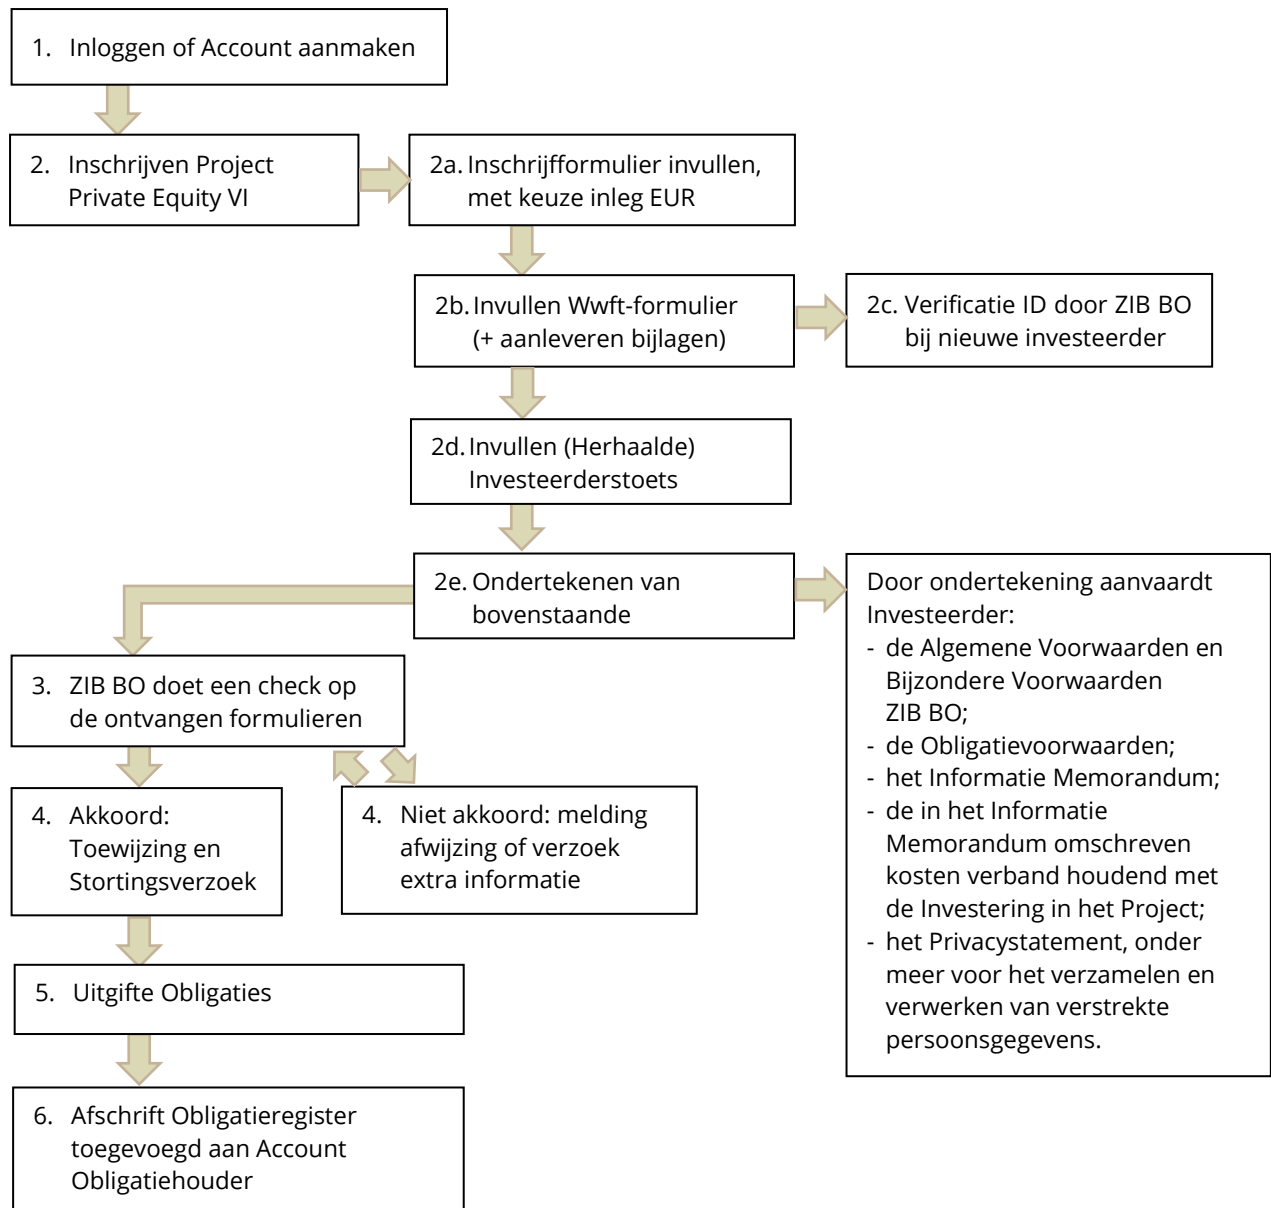 1. Inloggen of Account aanmaken
2. Inschrijven Project
Private Equity VI
2a. Inschrijfformulier invullen,
met keuze inleg EUR
2b. Invullen Wwft-formulier
(+ aanleveren bijlagen)
2c. Verificatie ID door ZIB BO
bij nieuwe investeerder
2d. Invullen (Herhaalde)
Investeerderstoets
2e. Ondertekenen van
bovenstaande
Door ondertekening aanvaardt
Investeerder:
- de Algemene Voorwaarden en
Bijzondere Voorwaarden
ZIB BO;
- de Obligatievoorwaarden;
- het Informatie Memorandum;
- de in het Informatie
Memorandum omschreven
kosten verband houdend met
de Investering in het Project;
- het Privacystatement, onder
meer voor het verzamelen en
verwerken van verstrekte
persoonsgegevens.
3. ZIB BO doet een check op
de ontvangen formulieren
4. Akkoord:
Toewijzing en
Stortingsverzoek
4. Niet akkoord: melding
afwijzing of verzoek
extra informatie
5. Uitgifte Obligaties
6. Afschrift Obligatieregister
toegevoegd aan Account
Obligatiehouder